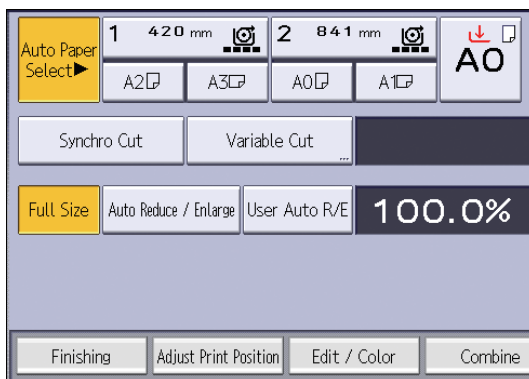 Auto Paper
Select▶
1 420 mm
2 841 mm
A0
A2
A3
A0
A1
Synchro Cut
Variable Cut
...
Full Size
Auto Reduce / Enlarge
User Auto R/E
100.0%
Finishing
Adjust Print Position
Edit / Color
Combine